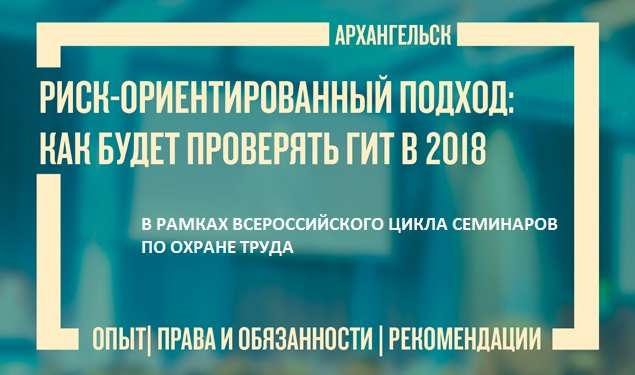 АРХАНГЕЛЬСК
РИСК-ОРИЕНТИРОВАННЫЙ ПОДХОД:
КАК БУДЕТ ПРОВЕРЯТЬ ГИТ В 2018
В РАМКАХ ВСЕРОССИЙСКОГО ЦИКЛА СЕМИНАРОВ
ПО ОХРАНЕ ТРУДА
ОПЫТ| ПРАВА И ОБЯЗАННОСТИ | РЕКОМЕНДАЦИИ